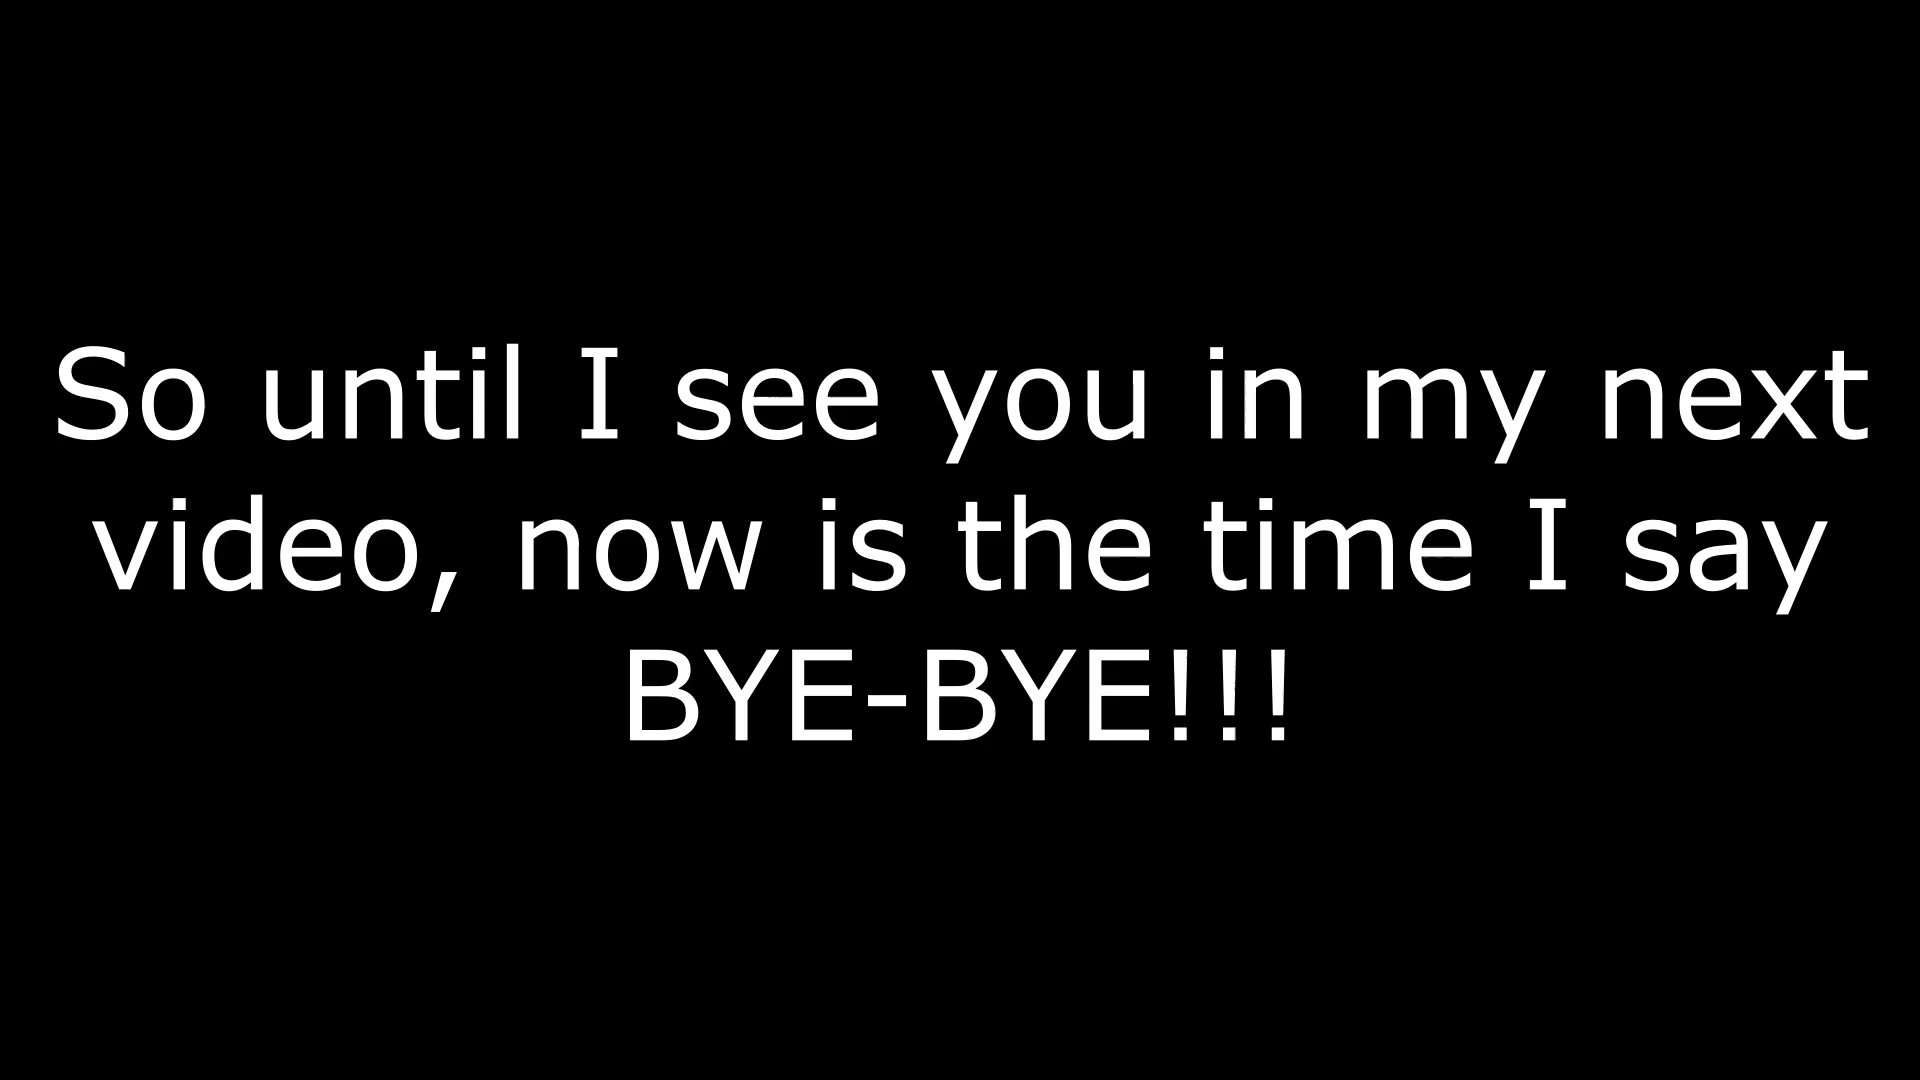 So until I see you in my next
video, now is the time I say
BYE-BYE!!!